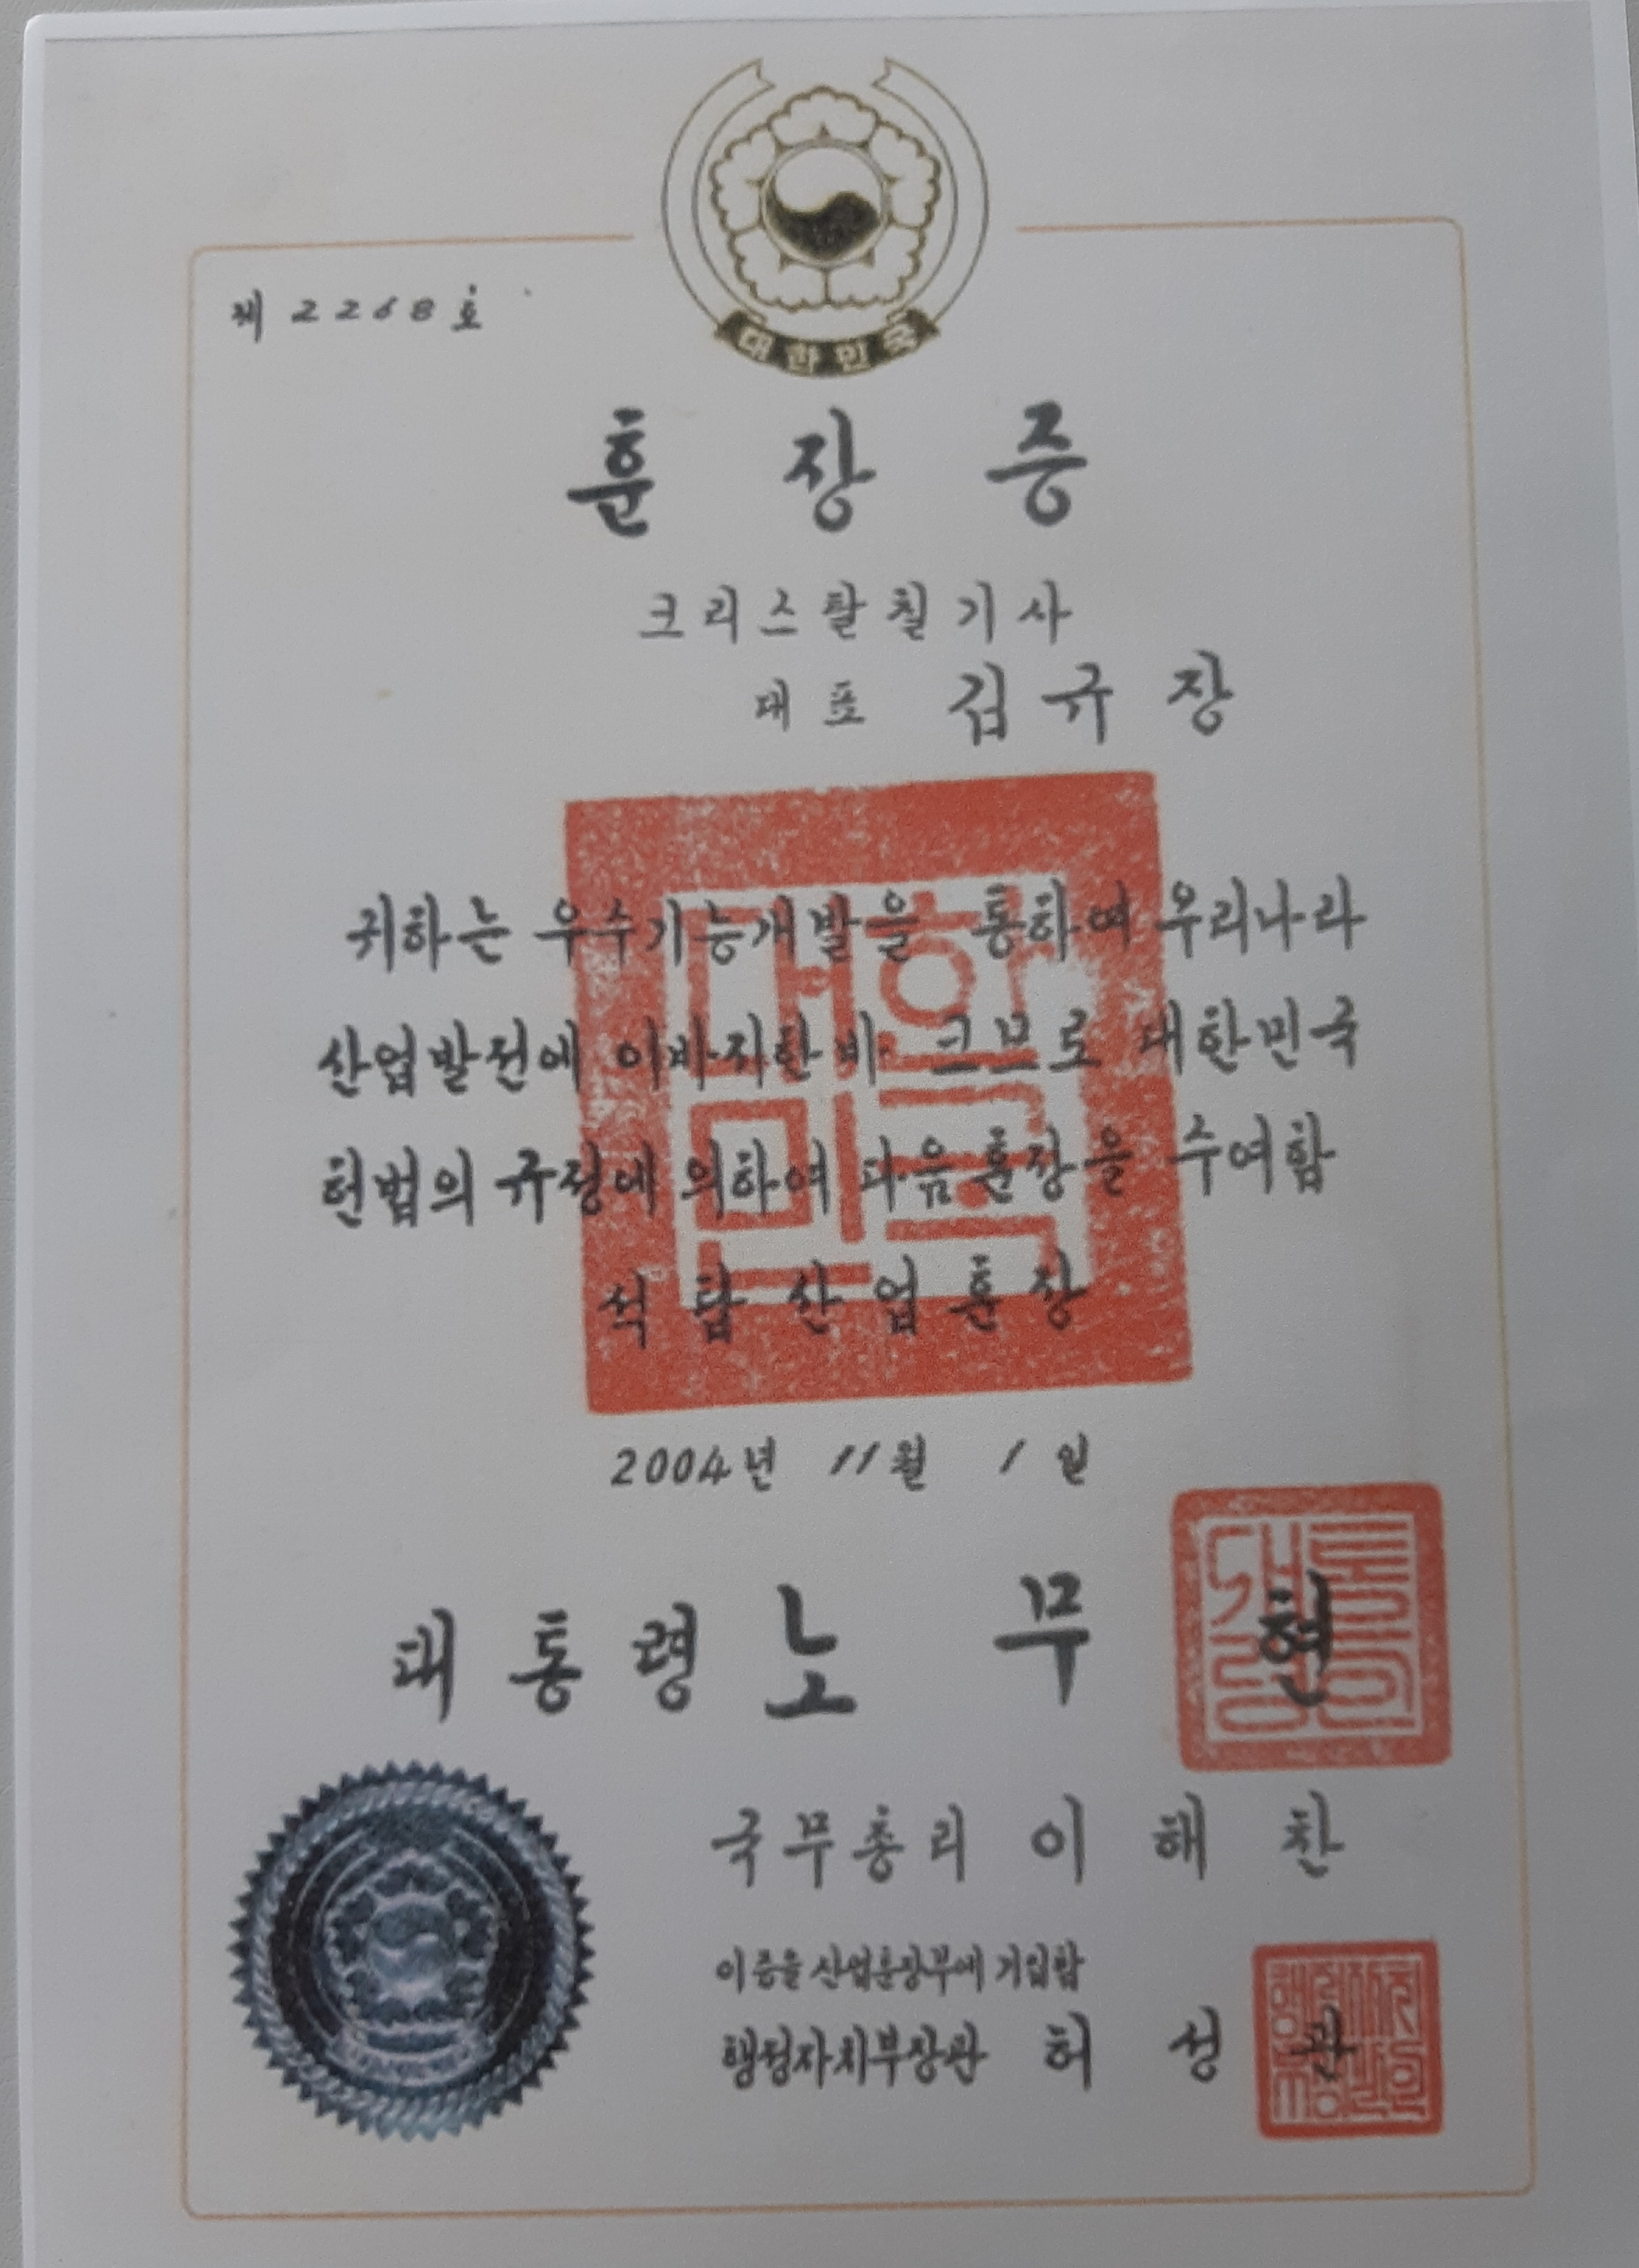 대한민국
제 2268 호
훈장증
크리스탈칠기사
대표 김규장
귀하는 우수기능개발을 통하여 우리나라
산업발전에 이바지한 바 크므로 대한민국
헌법의 규정에 의하여 다음 훈장을 수여함
석탑산업훈장
2004년 11월 1일
대통령 노무현
국무총리 이해찬
이 증을 산업훈장부에 기입함
행정자치부장관 허성관